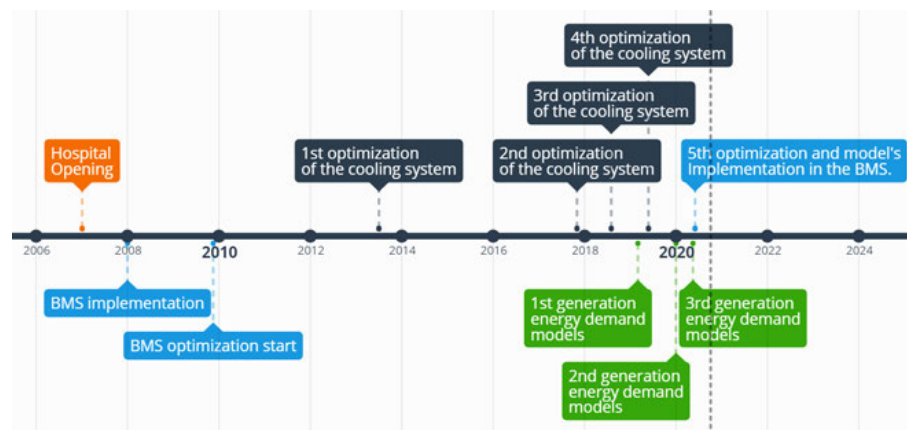 4th optimization
of the cooling system
3rd optimization
of the cooling system
Hospital
Opening
1st optimization
of the cooling system
2nd optimization
of the cooling system
5th optimization and model's
Implementation in the BMS.
2006
2008
2010
2012
2014
2016
2018
2020
2022
2024
BMS implementation
BMS optimization start
1st generation
energy demand
models
3rd generation
energy demand
models
2nd generation
energy demand
models